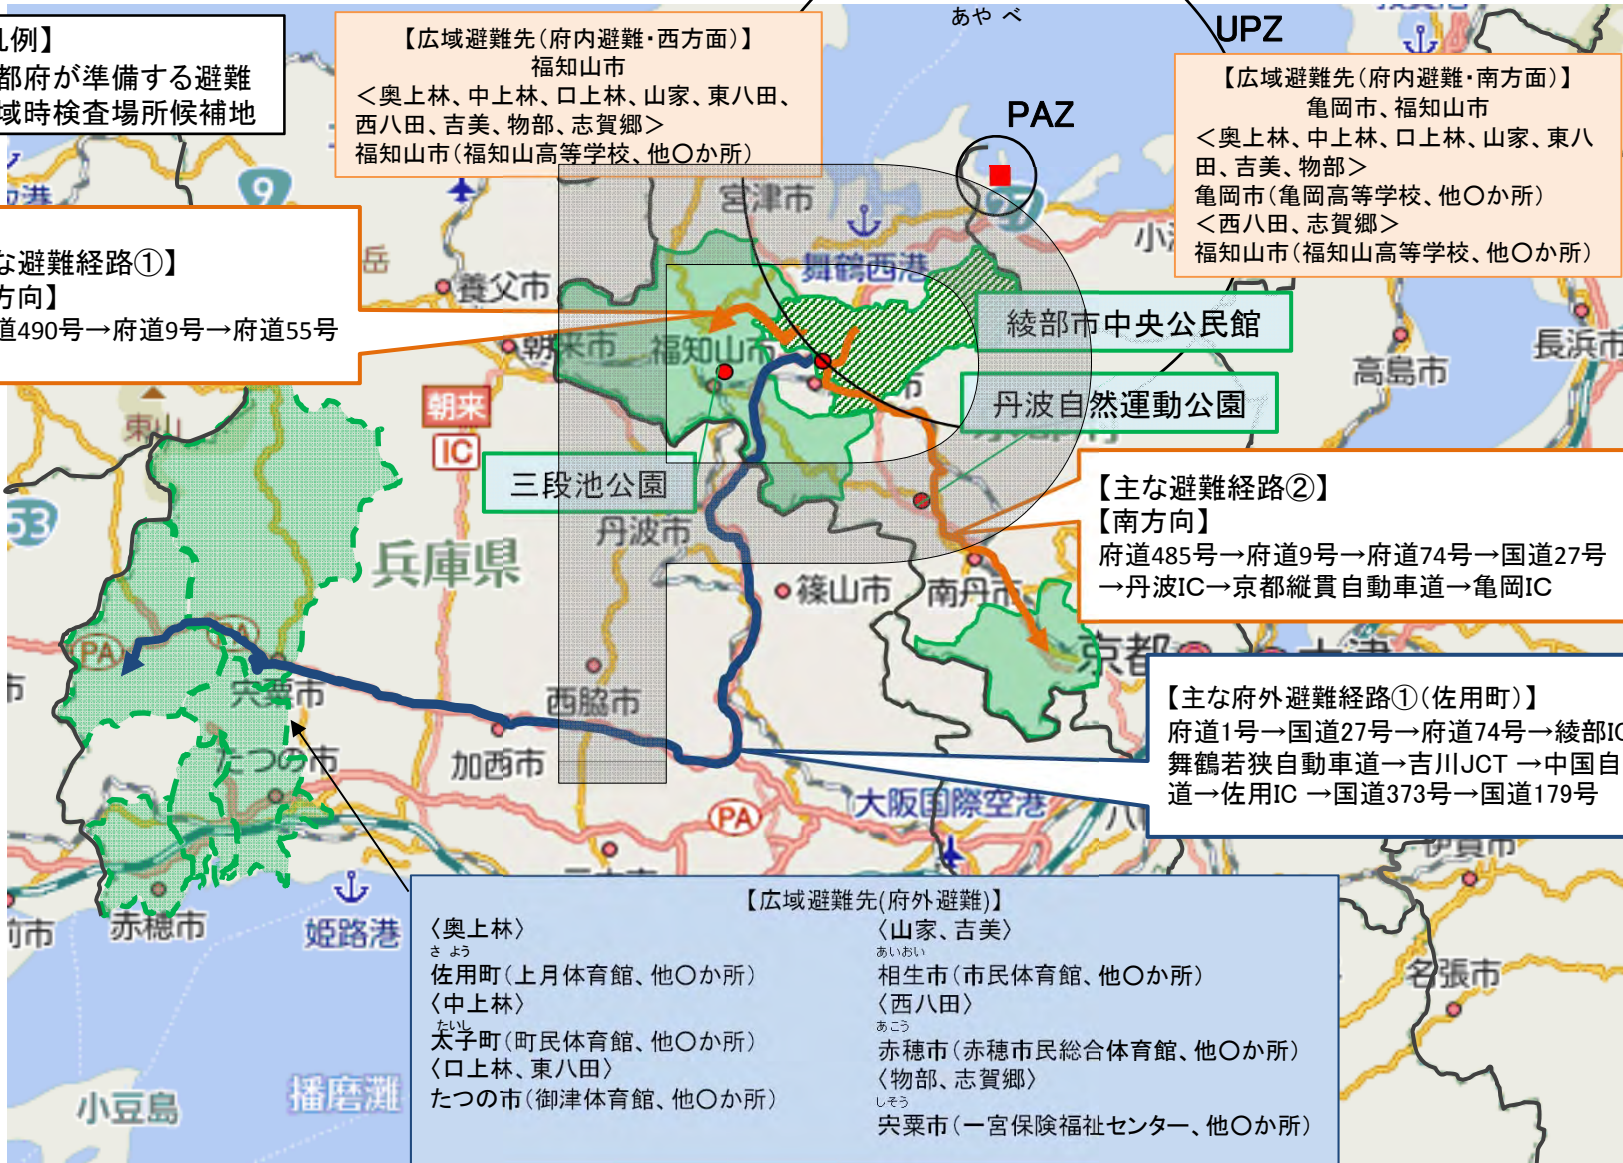 あや べ
UPZ
PAZ
例】
都府が準備する避難
域時検査場所候補地
【広域避難先(府内避難・西方面)】
福知山市
＜奥上林、中上林、口上林、山家、東八田、
西八田、吉美、物部、志賀郷＞
福知山市(福知山高等学校、他〇か所)
【広域避難先(府内避難・南方面)】
亀岡市、福知山市
＜奥上林、中上林、口上林、山家、東八
田、吉美、物部＞
亀岡市(亀岡高等学校、他〇か所)
＜西八田、志賀郷＞
福知山市(福知山高等学校、他〇か所)
な避難経路①】
方向】
道490号→府道9号→府道55号
9
宮津市
舞鶴西港
岳
養父市
朝来市
福知山市
市
綾部市中央公民館
丹波自然運動公園
三段池公園
高島市
長浜市
東山
朝来
IC
53
丹波市
兵庫県
篠山市
南丹市
京都
大津
【主な避難経路②】
【南方向】
府道485号→府道9号→府道74号→国道27号
→丹波IC→京都縦貫自動車道→亀岡IC
PA
PA
市
宍粟市
西脇市
たつの市
加西市
PA
大阪国際空港
八
【主な府外避難経路①(佐用町)】
府道1号→国道27号→府道74号→綾部IC
舞鶴若狭自動車道→吉川JCT →中国自
道→佐用IC →国道373号→国道179号
伊賀市
赤穂市
姫路港
前市
名張市
小豆島
播磨灘
【広域避難先(府外避難)】
〈奥上林〉
さ よう
佐用町(上月体育館、他〇か所)
〈中上林〉
たいし
太子町(町民体育館、他〇か所)
〈口上林、東八田〉
たつの市(御津体育館、他〇か所)
〈山家、吉美〉
あいおい
相生市(市民体育館、他〇か所)
〈西八田〉
あこう
赤穂市(赤穂市民総合体育館、他〇か所)
〈物部、志賀郷〉
しそう
宍粟市(一宮保険福祉センター、他〇か所)